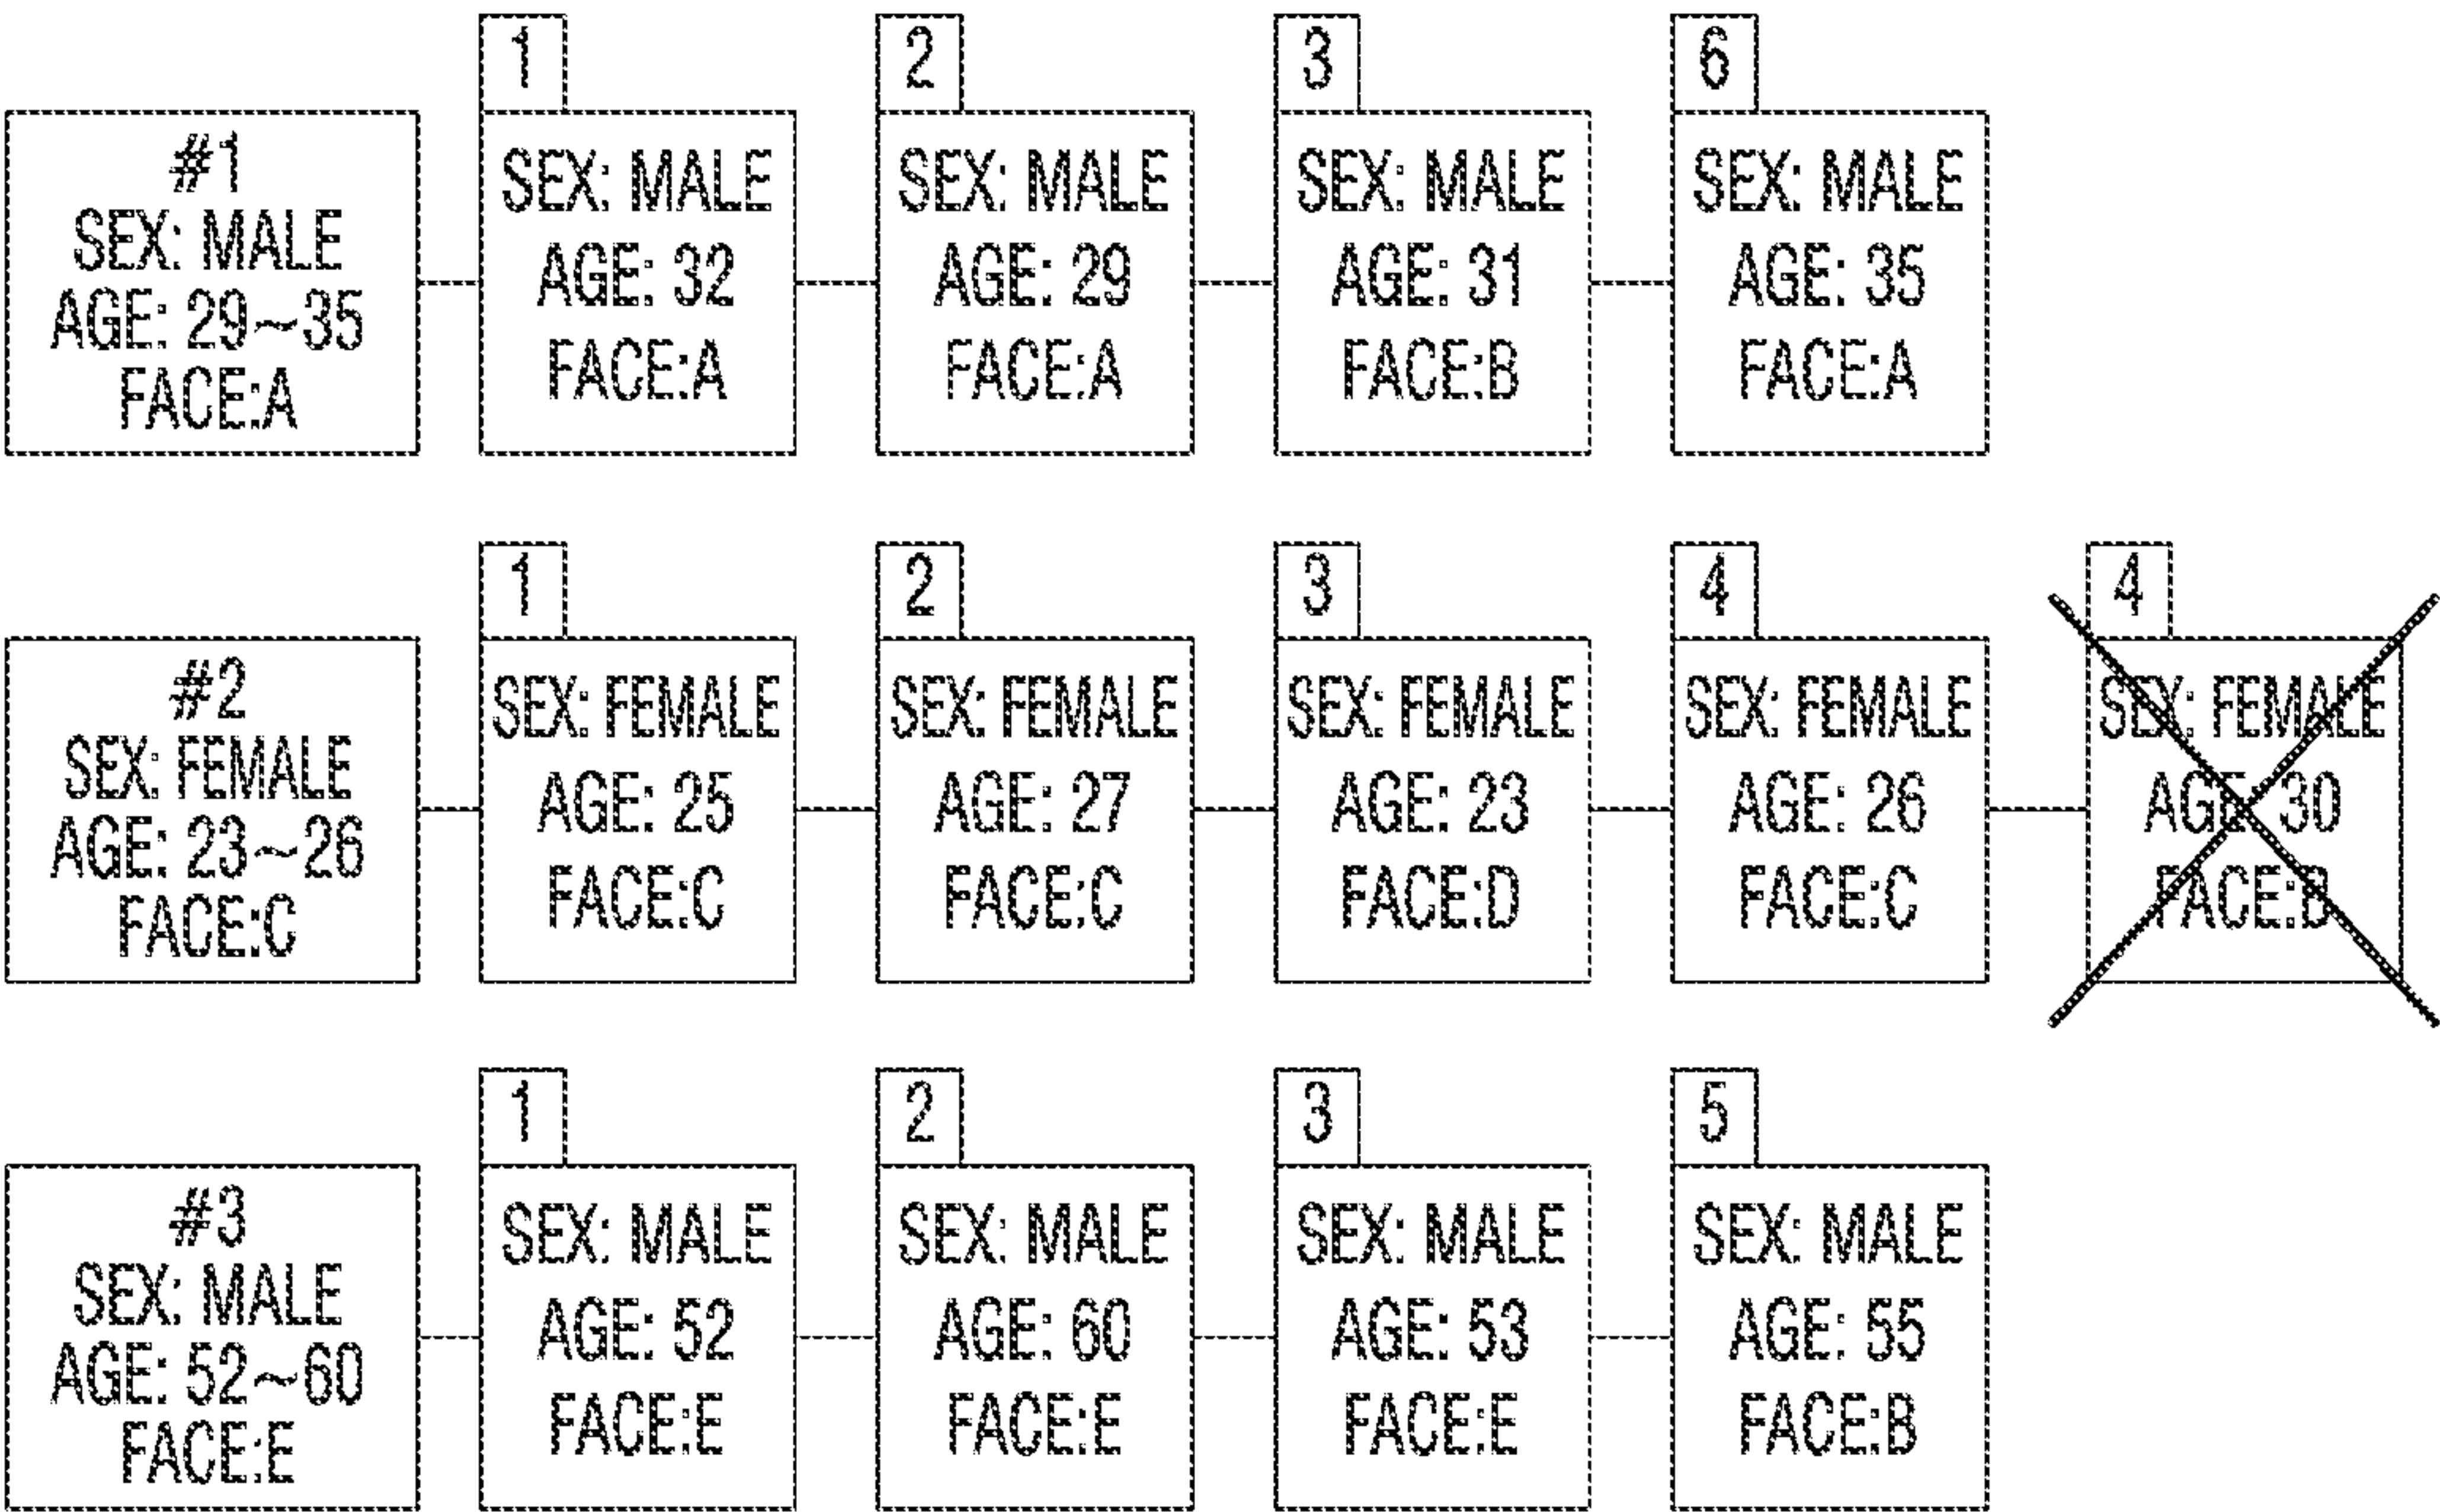 1
2
3
6
#1
SEX: MALE
AGE: 29~35
FACE:A
SEX: MALE
AGE: 32
FACE:A
SEX: MALE
AGE: 29
FACE:A
SEX: MALE
AGE: 31
FACE:B
SEX: MALE
AGE: 35
FACE:A
1
2
3
4
4
#2
SEX: FEMALE
AGE: 23~26
FACE:C
SEX: FEMALE
AGE: 25
FACE:C
SEX: FEMALE
AGE: 27
FACE:C
SEX: FEMALE
AGE: 23
FACE:D
SEX: FEMALE
AGE: 26
FACE:C
SEX: FEMALE
AGE: 30
1
2
3
5
#3
SEX: MALE
AGE: 52~60
FACE:E
SEX: MALE
AGE: 52
FACE:E
SEX: MALE
AGE: 60
FACE:E
SEX: MALE
AGE: 53
FACE:E
SEX: MALE
AGE: 55
FACE:B